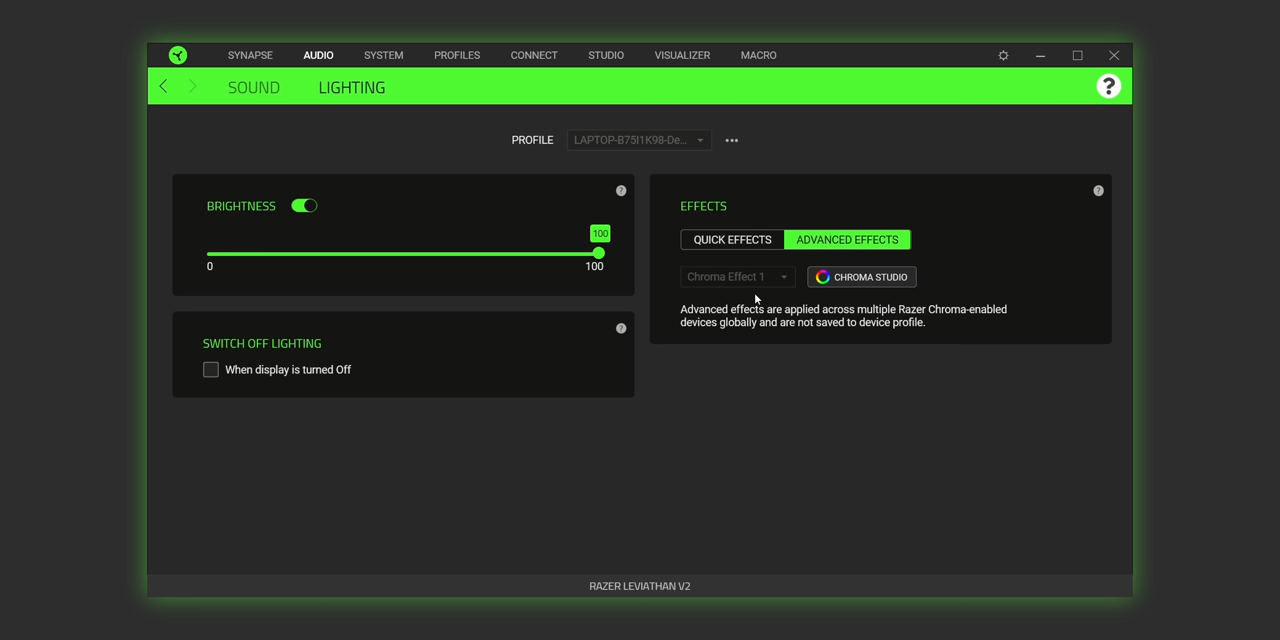 SYNAPSE AUDIO SYSTEM PROFILES CONNECT STUDIO VISUALIZER MACRO
SOUND LIGHTING ?
PROFILE LAPTOP-B75I1K98-De... •••
?
BRIGHTNESS
100
0 100
?
SWITCH OFF LIGHTING
When display is turned Off
?
EFFECTS
QUICK EFFECTS ADVANCED EFFECTS
Chroma Effect 1 CHROMA STUDIO
Advanced effects are applied across multiple Razer Chroma-enabled
devices globally and are not saved to device profile.
RAZER LEVIATHAN V2